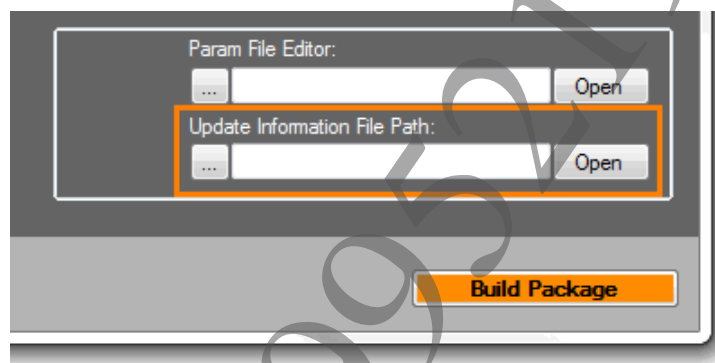 Param File Editor:
... Open
Update Information File Path:
... Open
Build Package